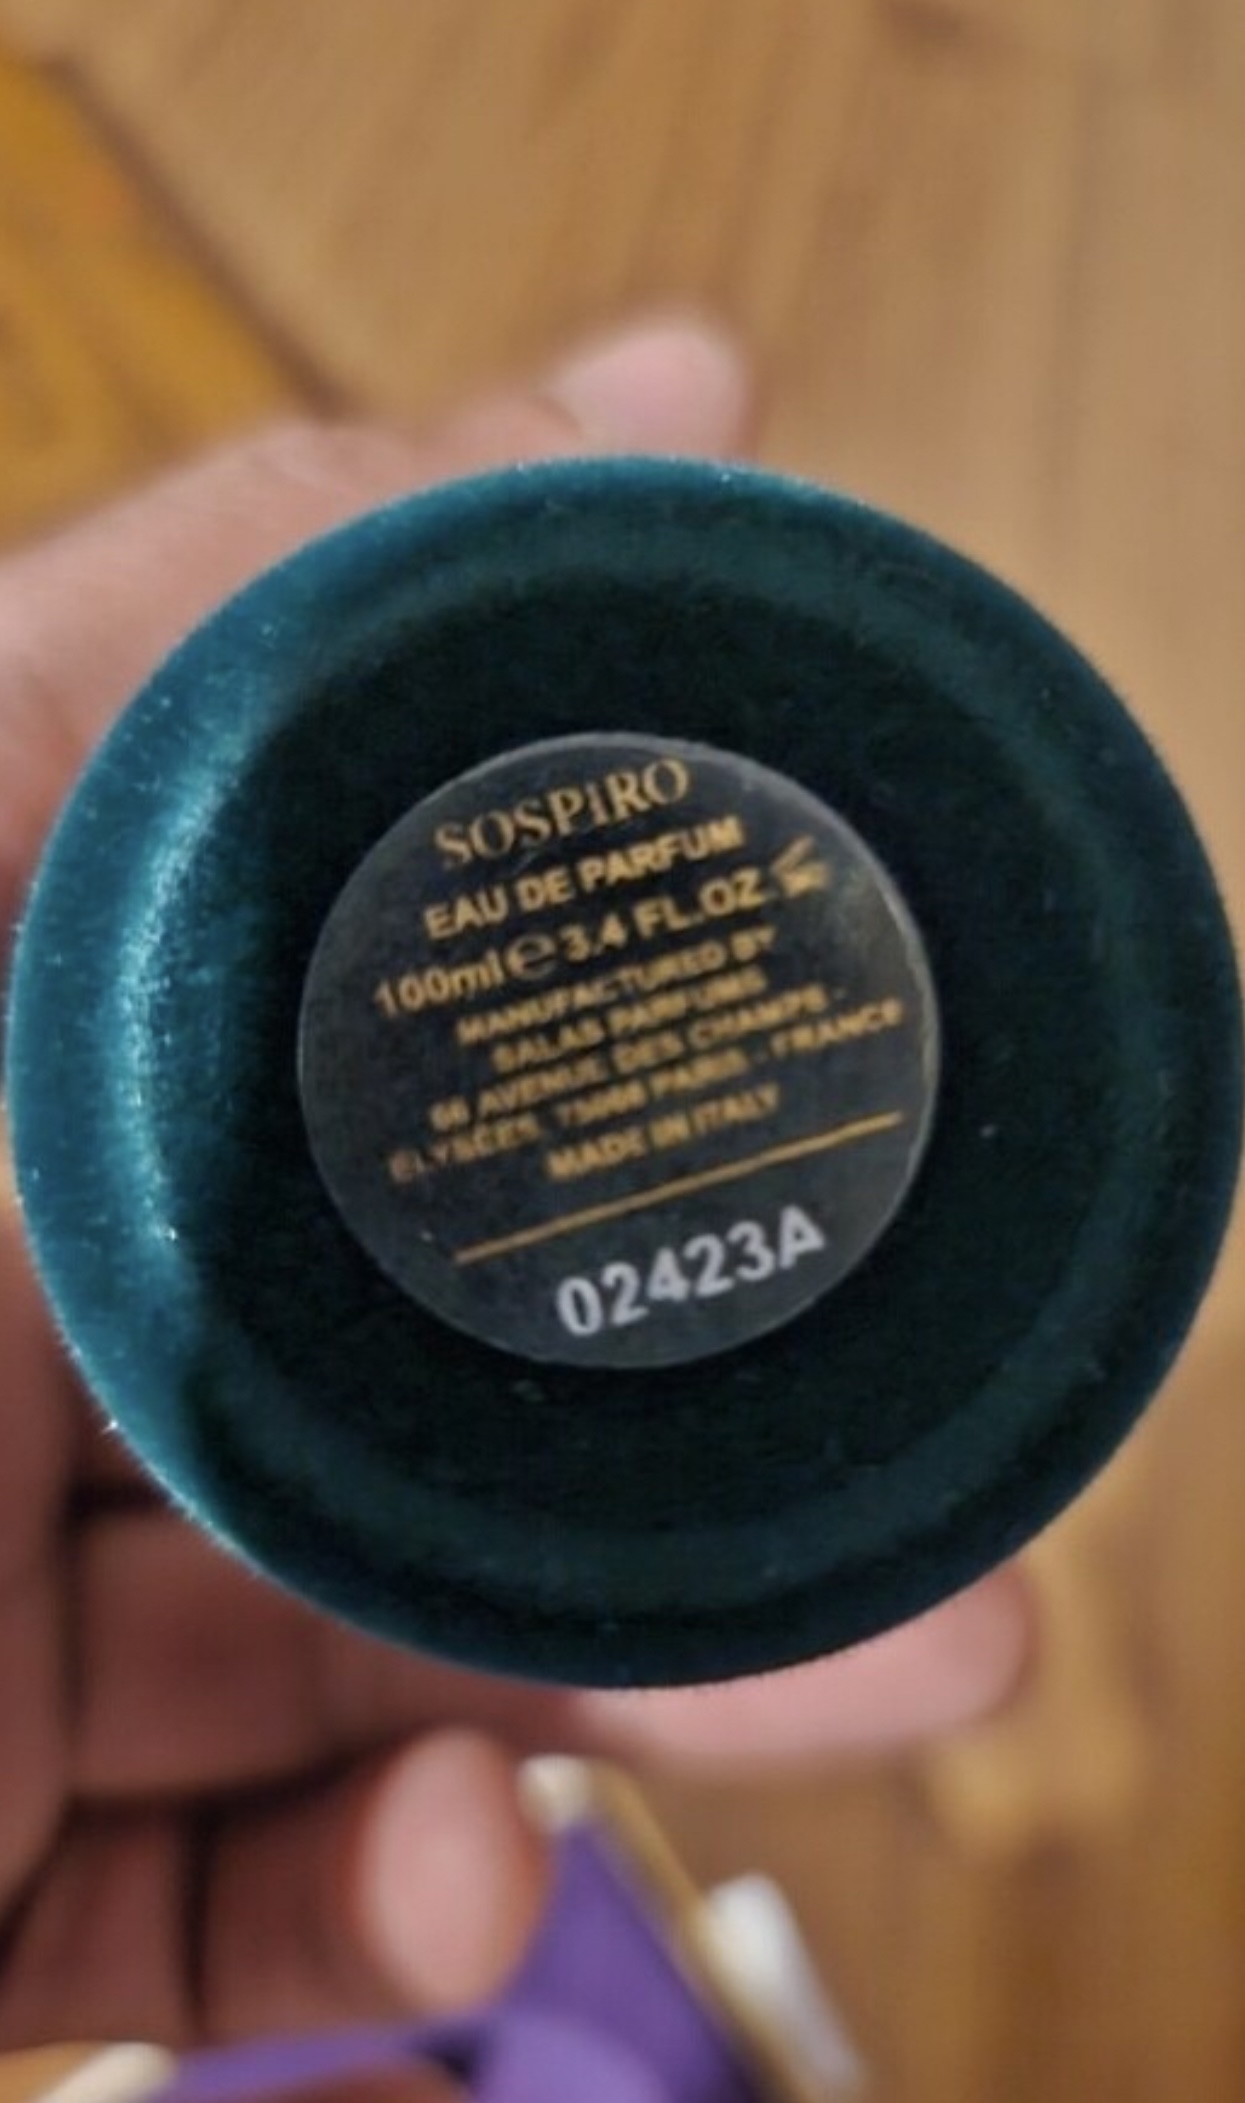 SOSPIRO
EAU DE PARFUM
100ml e 3.4 FL.OZ
MANUFACTURED BY
SALAS PARFUMS
66 AVENUE DES CHAMPS -
ÉLYSÉES, 75008 PARIS - FRANCE
MADE IN ITALY
02423A